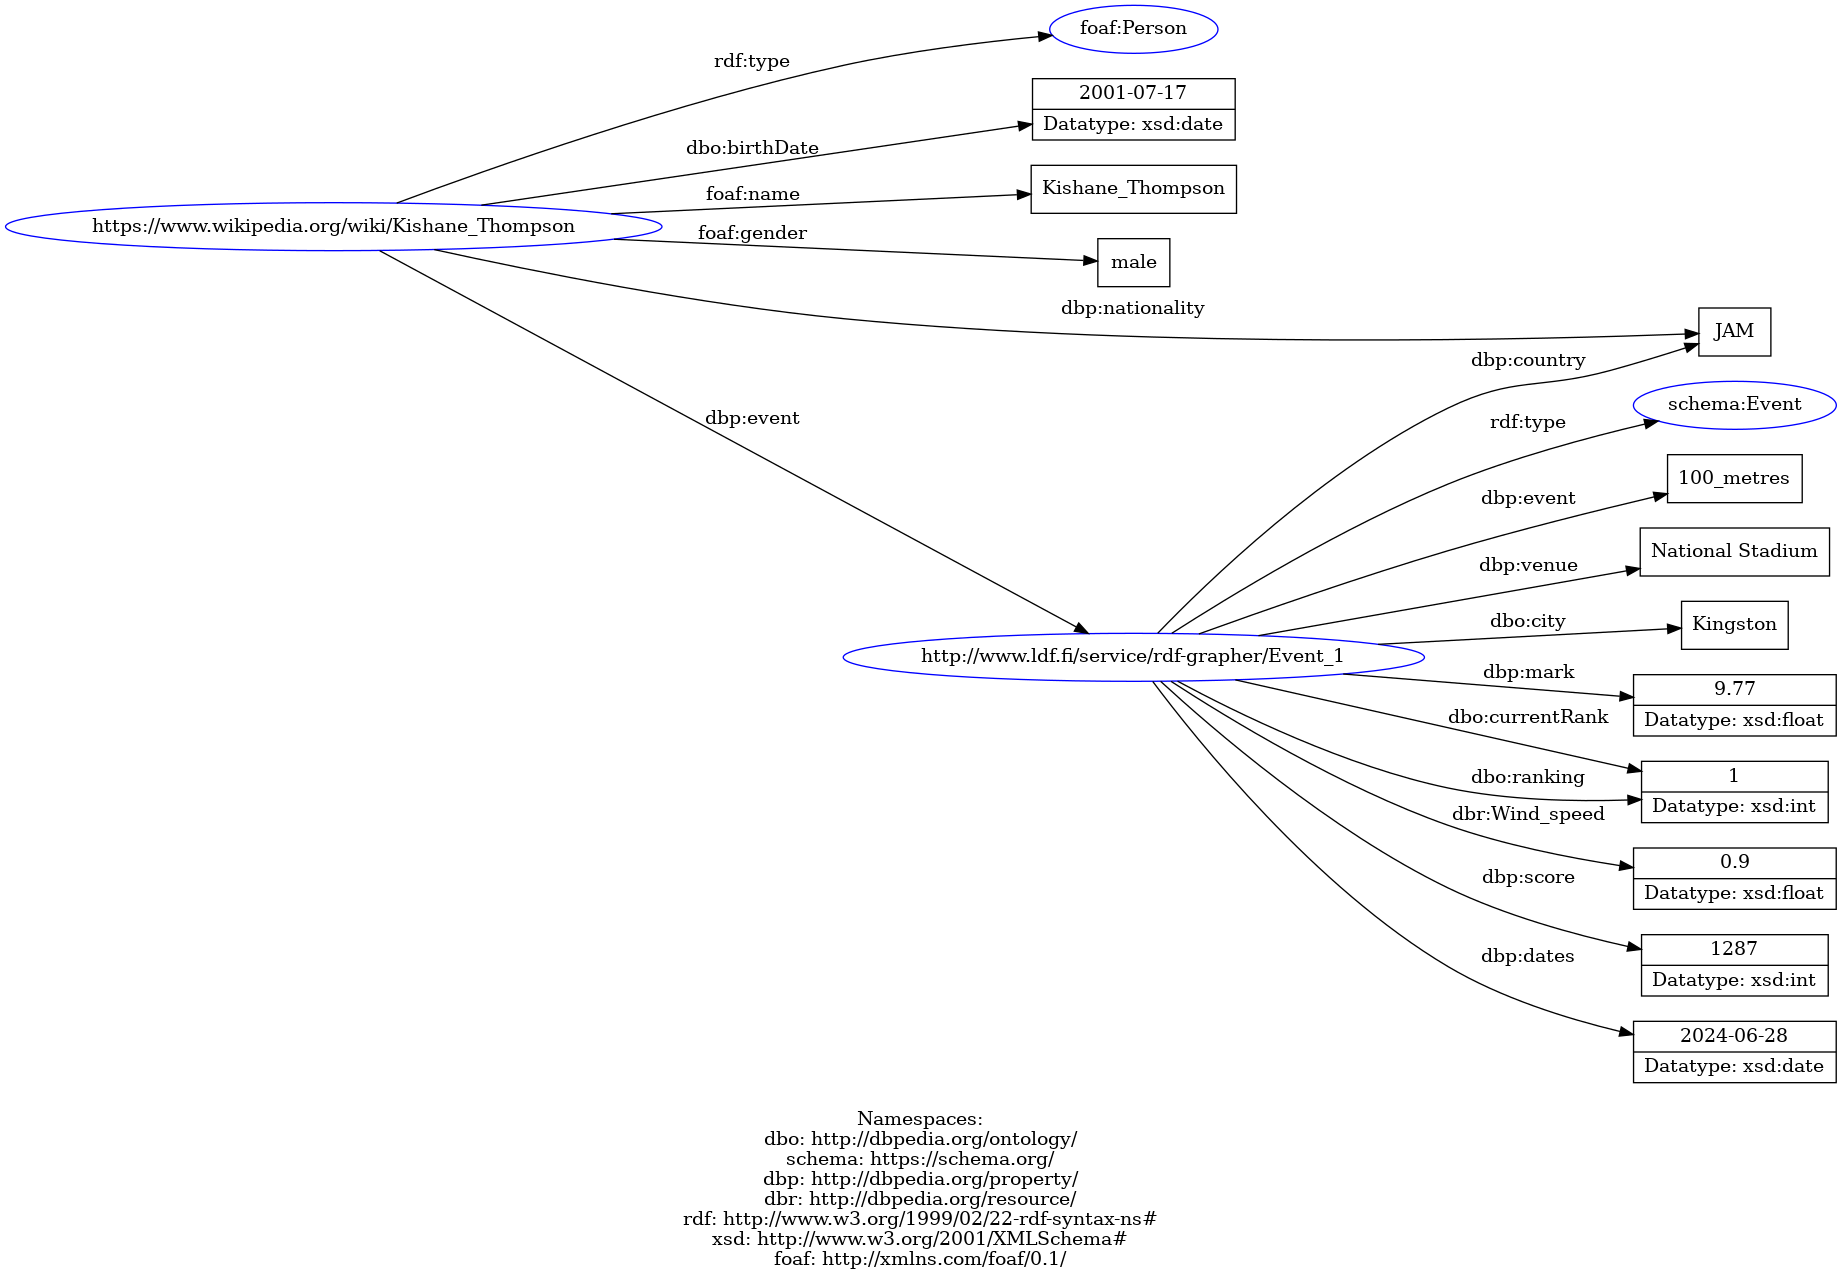 foaf:Person
rdf:type
2001-07-17
Datatype: xsd:date
dbo:birthDate
foaf:name
Kishane_Thompson
https://www.wikipedia.org/wiki/Kishane_Thompson
foaf:gender
male
dbp:nationality
JAM
dbp:country
schema:Event
dbp:event
rdf:type
100_metres
dbp:event
National Stadium
dbp:venue
Kingston
dbo:city
http://www.ldf.fi/service/rdf-grapher/Event_1
dbp:mark
9.77
Datatype: xsd:float
dbo:currentRank
1
Datatype: xsd:int
dbo:ranking
dbr:Wind_speed
0.9
Datatype: xsd:float
dbp:score
1287
Datatype: xsd:int
dbp:dates
2024-06-28
Datatype: xsd:date
Namespaces:
dbo: http://dbpedia.org/ontology/
schema: https://schema.org/
dbp: http://dbpedia.org/property/
dbr: http://dbpedia.org/resource/
rdf: http://www.w3.org/1999/02/22-rdf-syntax-ns#
xsd: http://www.w3.org/2001/XMLSchema#
foaf: http://xmlns.com/foaf/0.1/